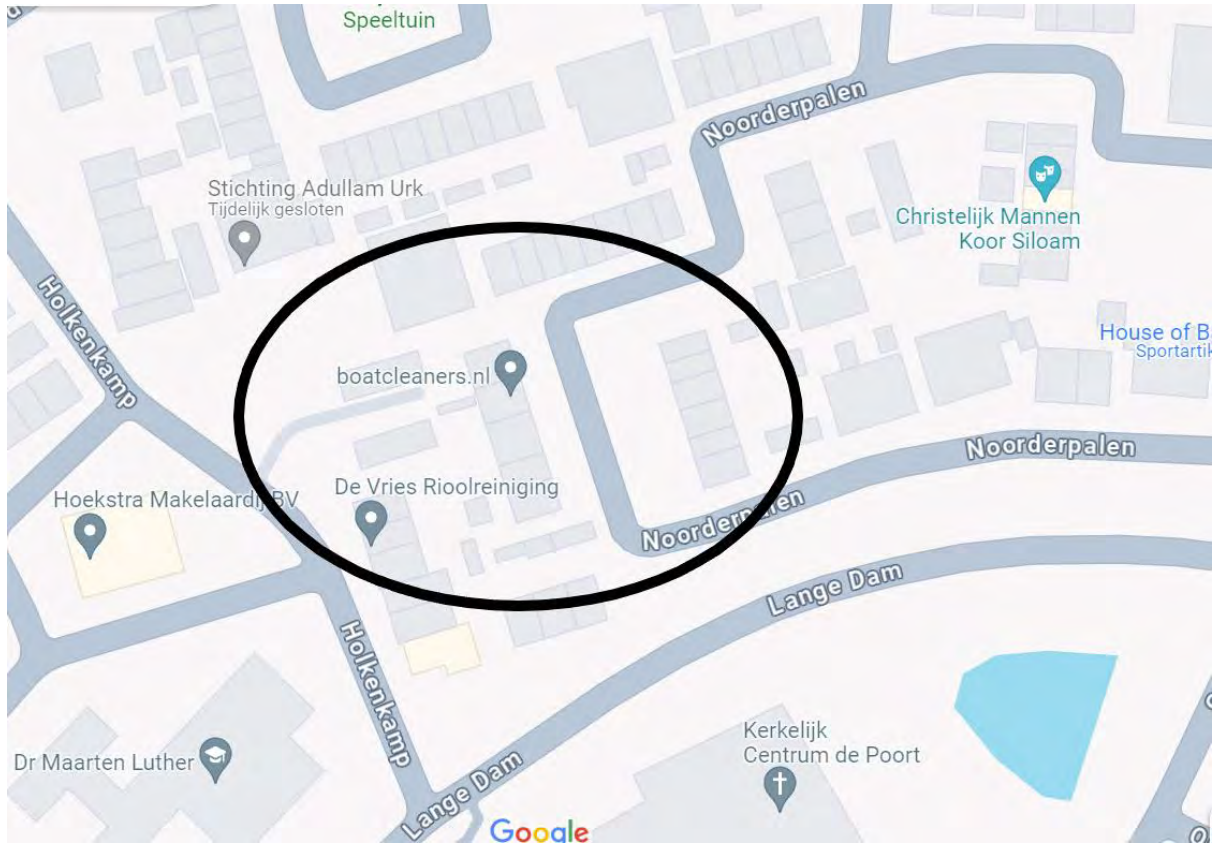 Speeltuin
Noorderpalen
Stichting Adullam Urk
Tijdelijk gesloten
Christelijk Mannen
Koor Siloam
Holkenkamp
House of B
Sportartik
boatcleaners.nl
Noorderpalen
De Vries Rioolreiniging
Hoekstra Makelaardij BV
Noorderpalen
Lange Dam
Holkenkamp
Kerkelijk
Centrum de Poort
Dr Maarten Luther
Lange Dam
Google